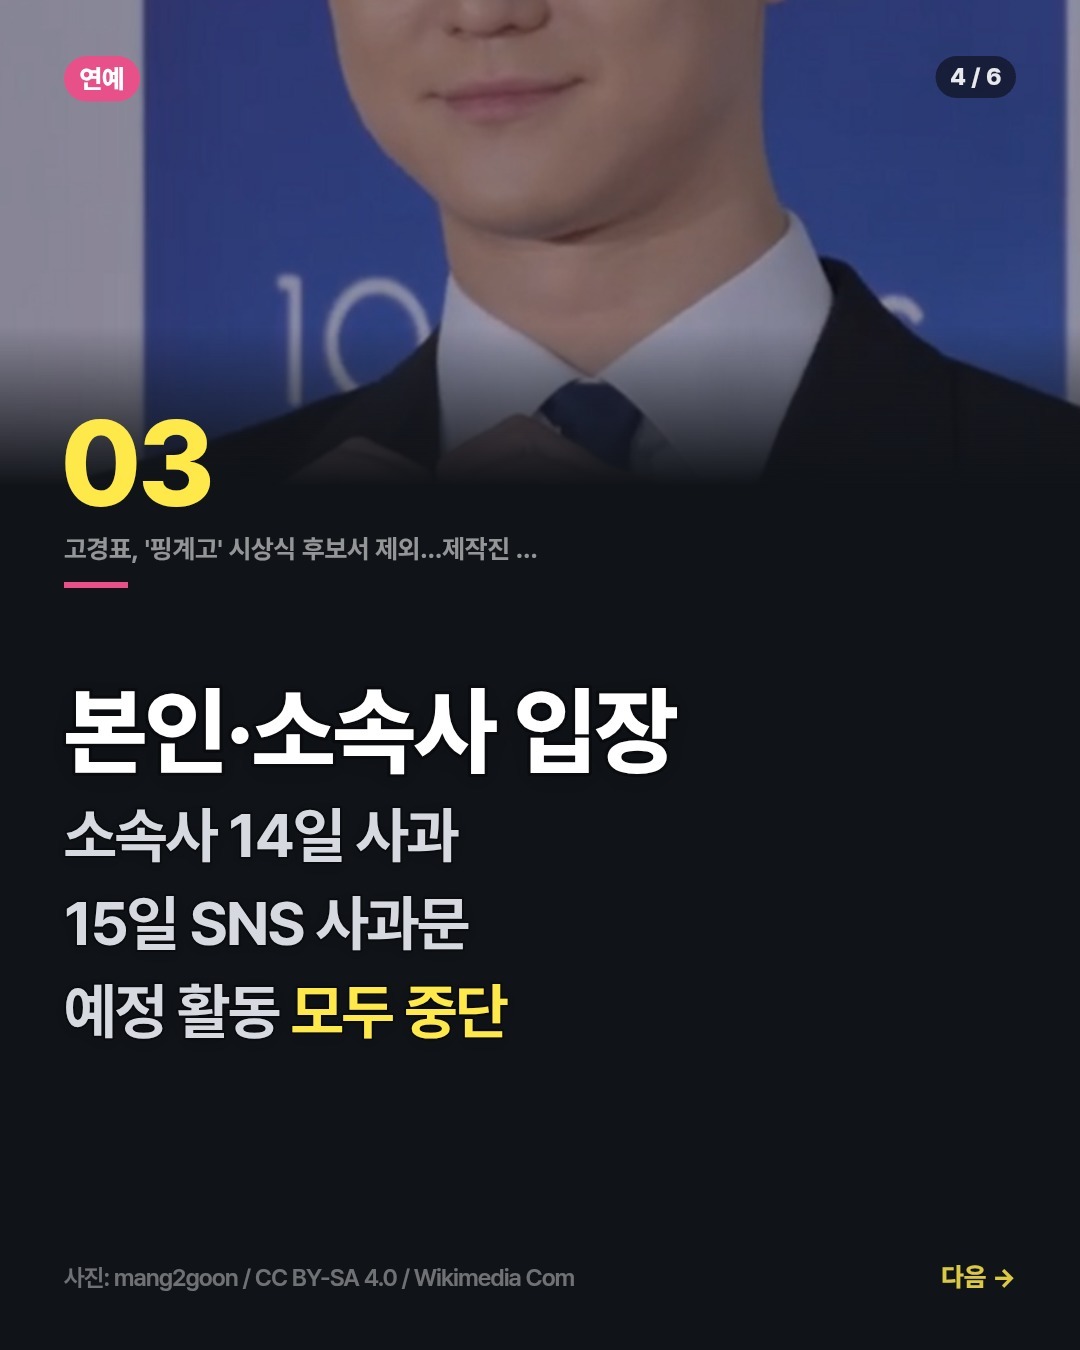 연예
4 / 6
10
03
고경표, '핑계고' 시상식 후보서 제외...제작진 ...
본인·소속사 입장
소속사 14일 사과
15일 SNS 사과문
예정 활동 모두 중단
사진: mang2goon / CC BY-SA 4.0 / Wikimedia Com
다음 →